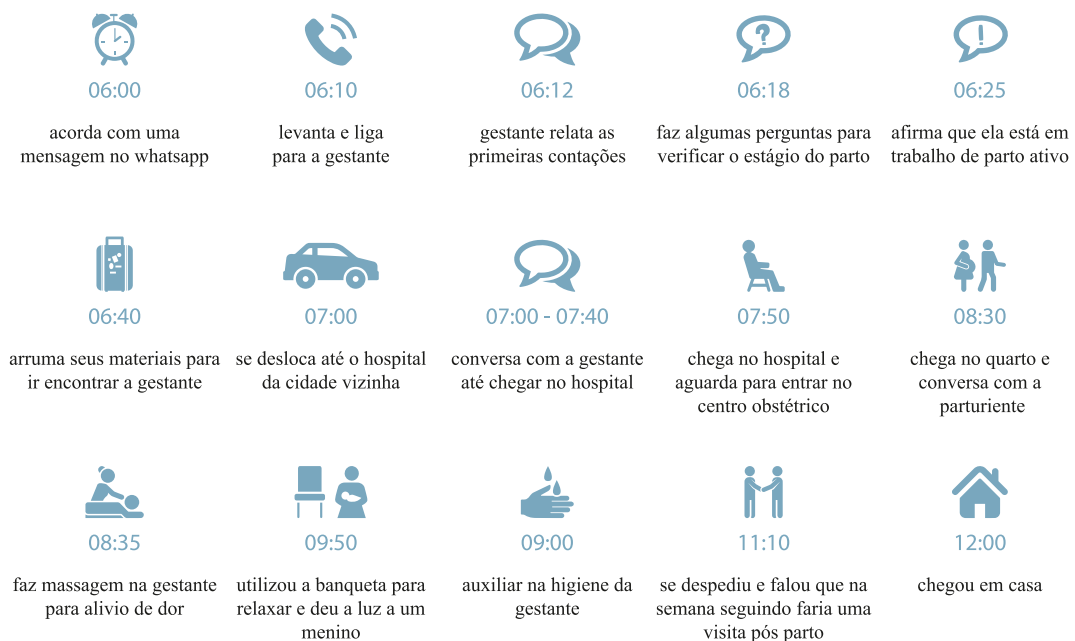 06:00
acorda com uma
mensagem no whatsapp
06:10
levanta e liga
para a gestante
06:12
gestante relata as
primeiras contações
06:18
faz algumas perguntas para
verificar o estágio do parto
06:25
afirma que ela está em
trabalho de parto ativo
06:40
arruma seus materiais para
ir encontrar a gestante
07:00
se desloca até o hospital
da cidade vizinha
07:00 - 07:40
conversa com a gestante
até chegar no hospital
07:50
chega no hospital e
aguarda para entrar no
centro obstétrico
08:30
chega no quarto e
conversa com a
parturiente
08:35
faz massagem na gestante
para alivio de dor
09:50
utilizou a banqueta para
relaxar e deu a luz a um
menino
09:00
auxiliar na higiene da
gestante
11:10
se despediu e falou que na
semana seguindo faria uma
visita pós parto
12:00
chegou em casa